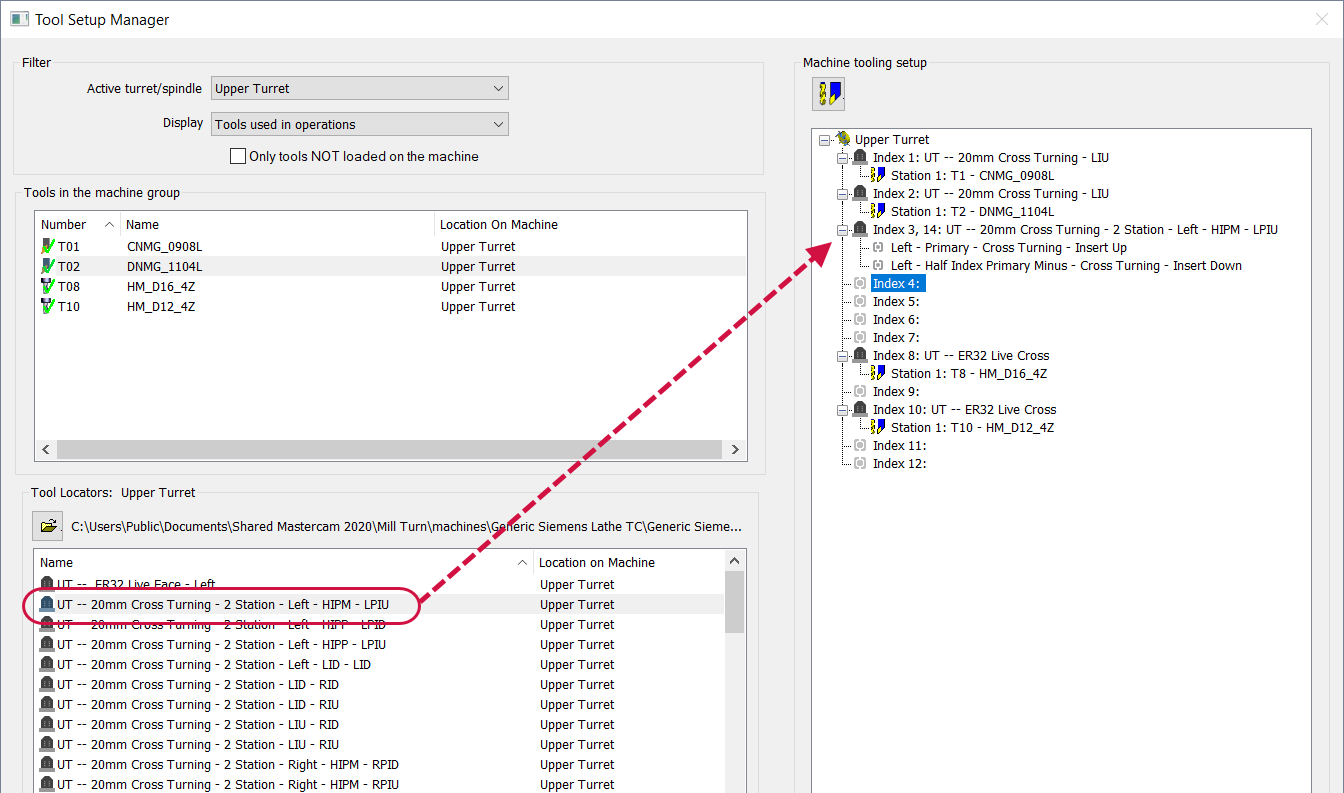 Tool Setup Manager
Filter
Active turret/spindle Upper Turret
Display Tools used in operations
Only tools NOT loaded on the machine
Tools in the machine group
Number Name Location On Machine
T01 CNMG_0908L Upper Turret
T02 DNMG_1104L Upper Turret
T08 HM_D16_4Z Upper Turret
T10 HM_D12_4Z Upper Turret
Tool Locators: Upper Turret
C:\Users\Public\Documents\Shared Mastercam 2020\Mill Turn\machines\Generic Siemens Lathe TC\Generic Sieme...
Name Location on Machine
UT -- ER32 Live Face - Left Upper Turret
UT -- 20mm Cross Turning - 2 Station - Left - HIPM - LPIU Upper Turret
UT -- 20mm Cross Turning - 2 Station - Left - HIPP - LPID Upper Turret
UT -- 20mm Cross Turning - 2 Station - Left - HIPP - LPIU Upper Turret
UT -- 20mm Cross Turning - 2 Station - Left - LID - LID Upper Turret
UT -- 20mm Cross Turning - 2 Station - LID - RID Upper Turret
UT -- 20mm Cross Turning - 2 Station - LID - RIU Upper Turret
UT -- 20mm Cross Turning - 2 Station - LIU - RID Upper Turret
UT -- 20mm Cross Turning - 2 Station - LIU - RIU Upper Turret
UT -- 20mm Cross Turning - 2 Station - Right - HIPM - RPID Upper Turret
UT -- 20mm Cross Turning - 2 Station - Right - HIPM - RPIU Upper Turret
Machine tooling setup
Upper Turret
Index 1: UT -- 20mm Cross Turning - LIU
Station 1: T1 - CNMG_0908L
Index 2: UT -- 20mm Cross Turning - LIU
Station 1: T2 - DNMG_1104L
Index 3, 14: UT -- 20mm Cross Turning - 2 Station - Left - HIPM - LPIU
Left - Primary - Cross Turning - Insert Up
Left - Half Index Primary Minus - Cross Turning - Insert Down
Index 4:
Index 5:
Index 6:
Index 7:
Index 8: UT -- ER32 Live Cross
Station 1: T8 - HM_D16_4Z
Index 9:
Index 10: UT -- ER32 Live Cross
Station 1: T10 - HM_D12_4Z
Index 11:
Index 12: